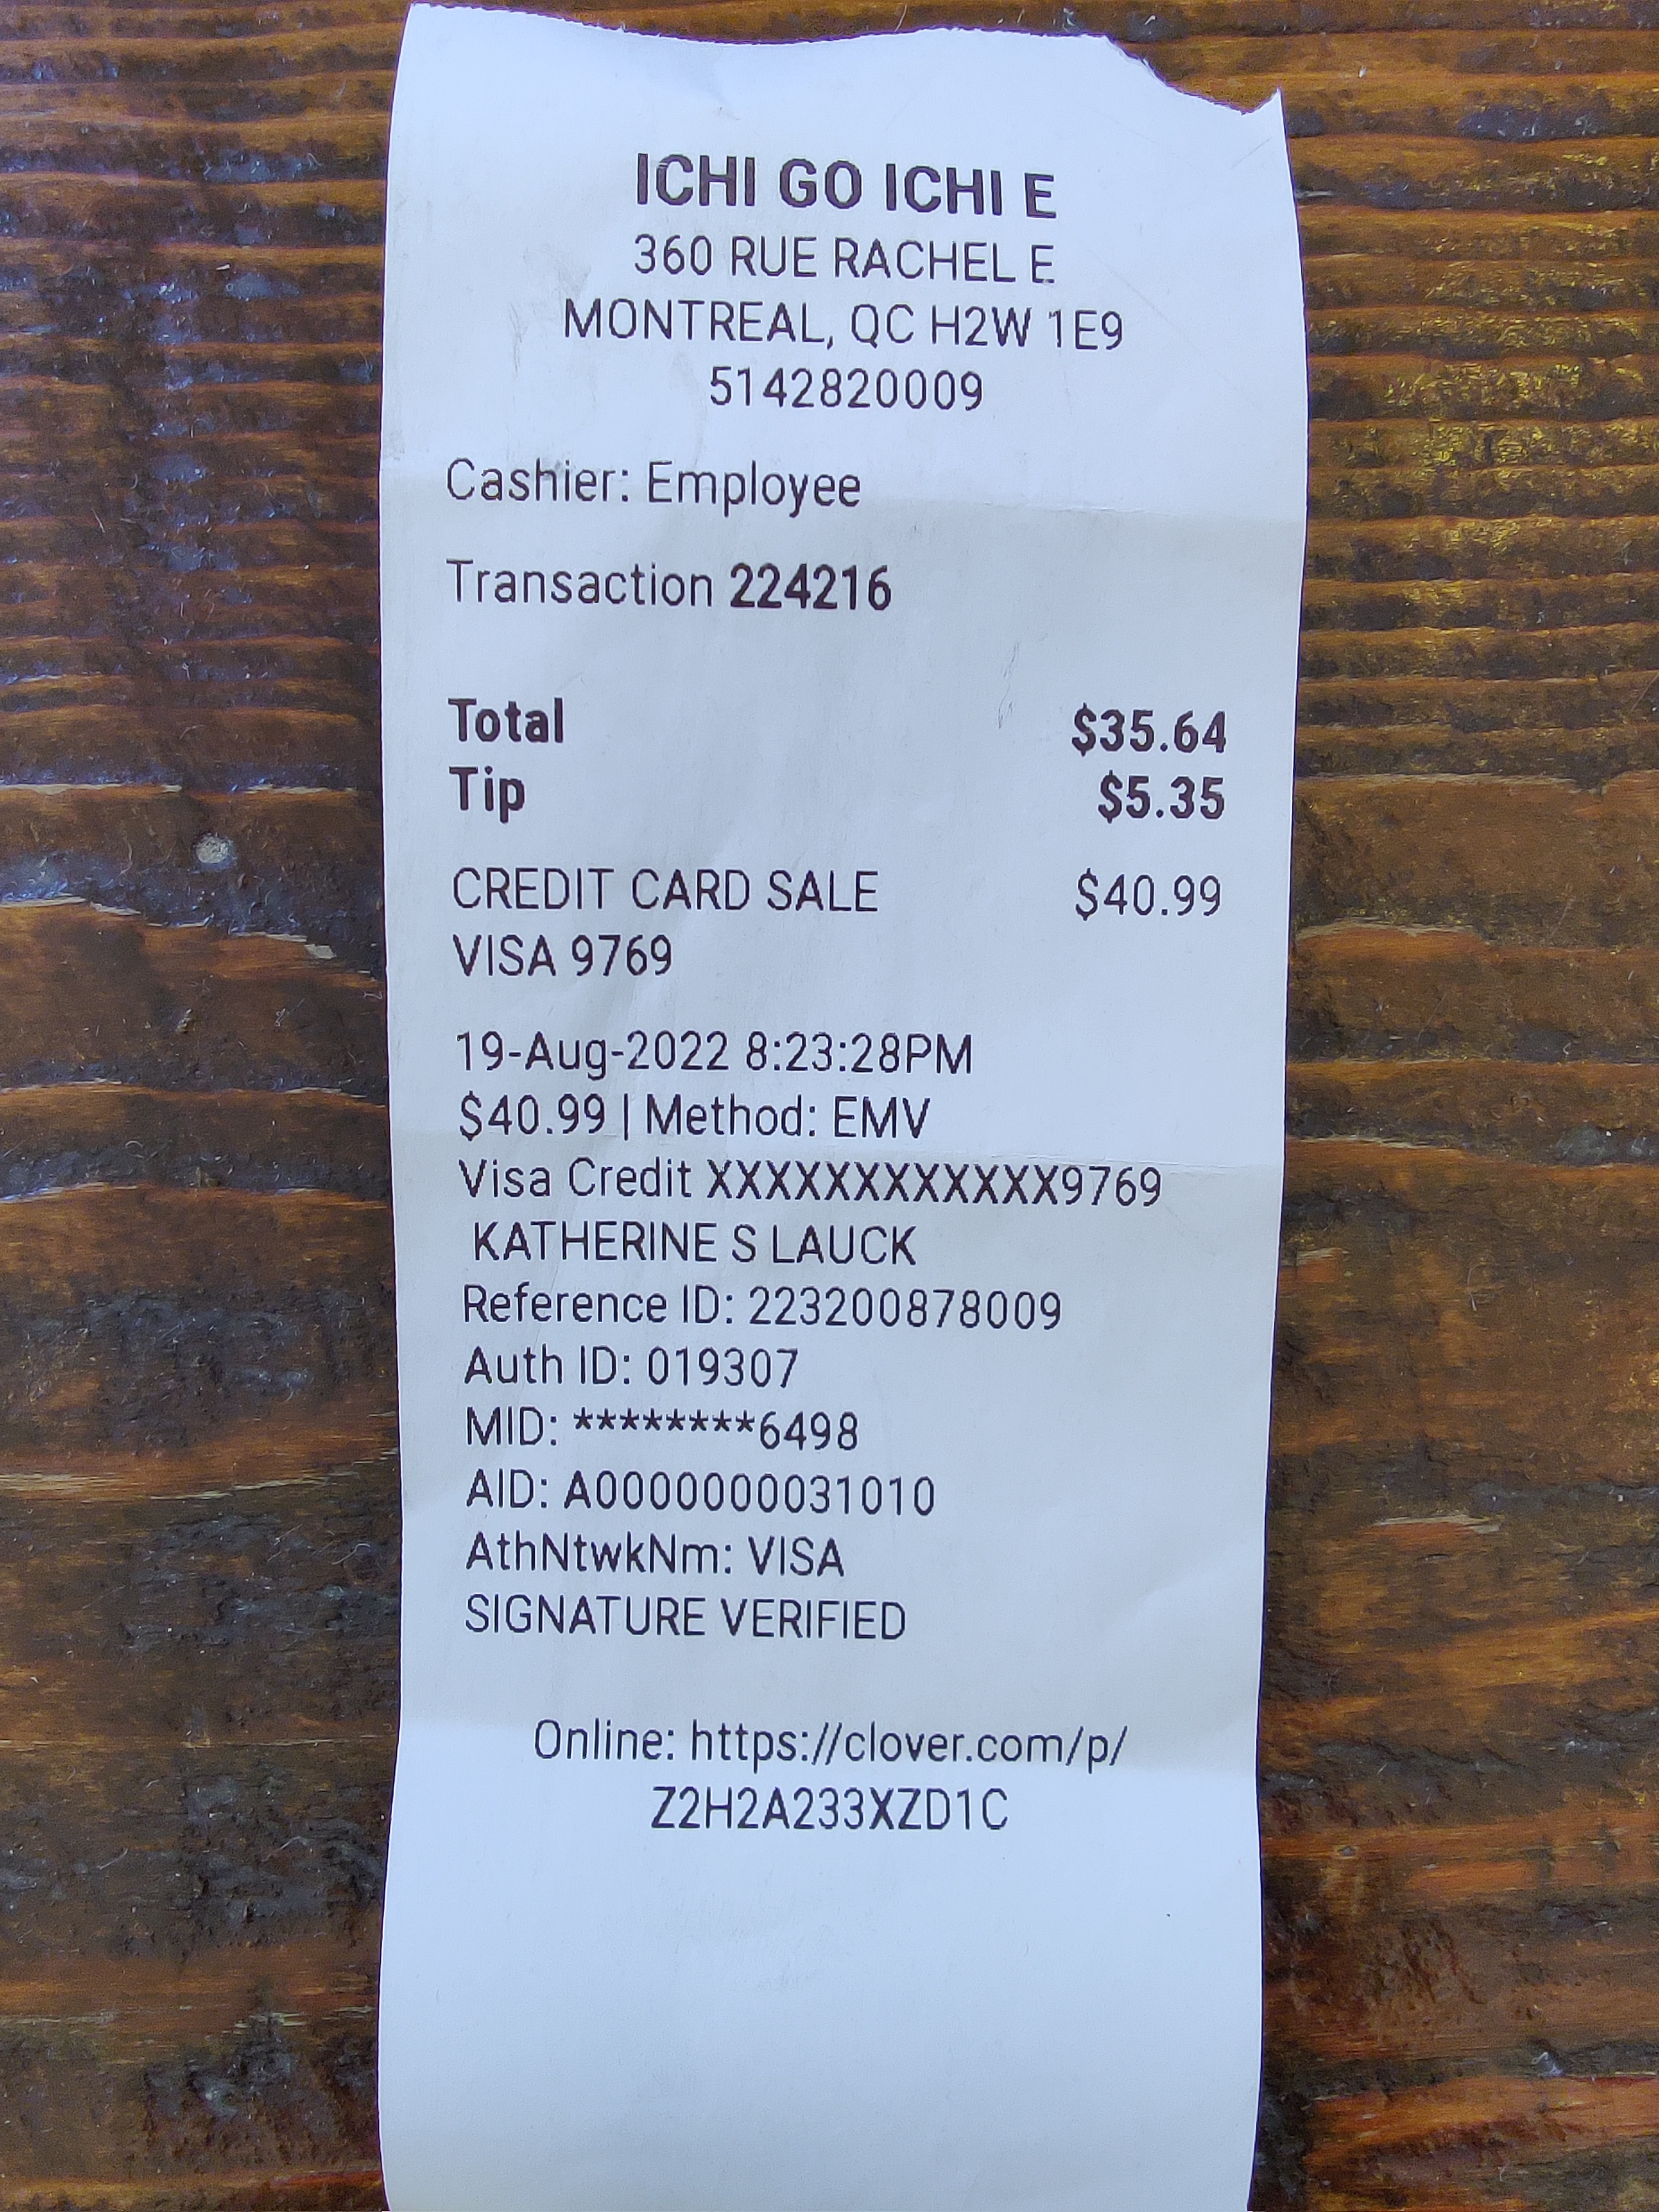 ICHI GO ICHI E
360 RUE RACHEL E
MONTREAL, QC H2W 1E9
5142820009
Cashier: Employee
Transaction 224216
Total $35.64
Tip $5.35
CREDIT CARD SALE $40.99
VISA 9769
19-Aug-2022 8:23:28PM
$40.99 | Method: EMV
Visa Credit XXXXXXXXXXXX9769
KATHERINE S LAUCK
Reference ID: 223200878009
Auth ID: 019307
MID: ********6498
AID: A0000000031010
AthNtwkNm: VISA
SIGNATURE VERIFIED
Online: https://clover.com/p/
Z2H2A233XZD1C